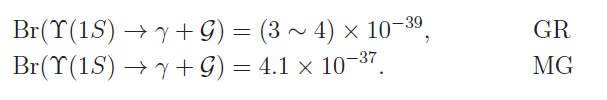 Br(Υ(1S) → γ + 𝒢) = (3 ∼ 4) × 10⁻³⁹, GR
Br(Υ(1S) → γ + 𝒢) = 4.1 × 10⁻³⁷. MG